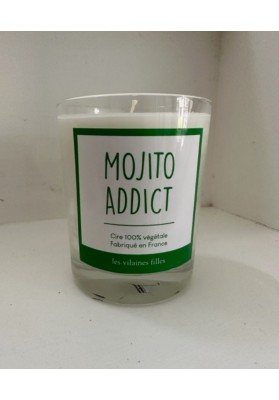 MOJITO
ADDICT
Cire 100% végétale
Fabriqué en France
les vilaines filles